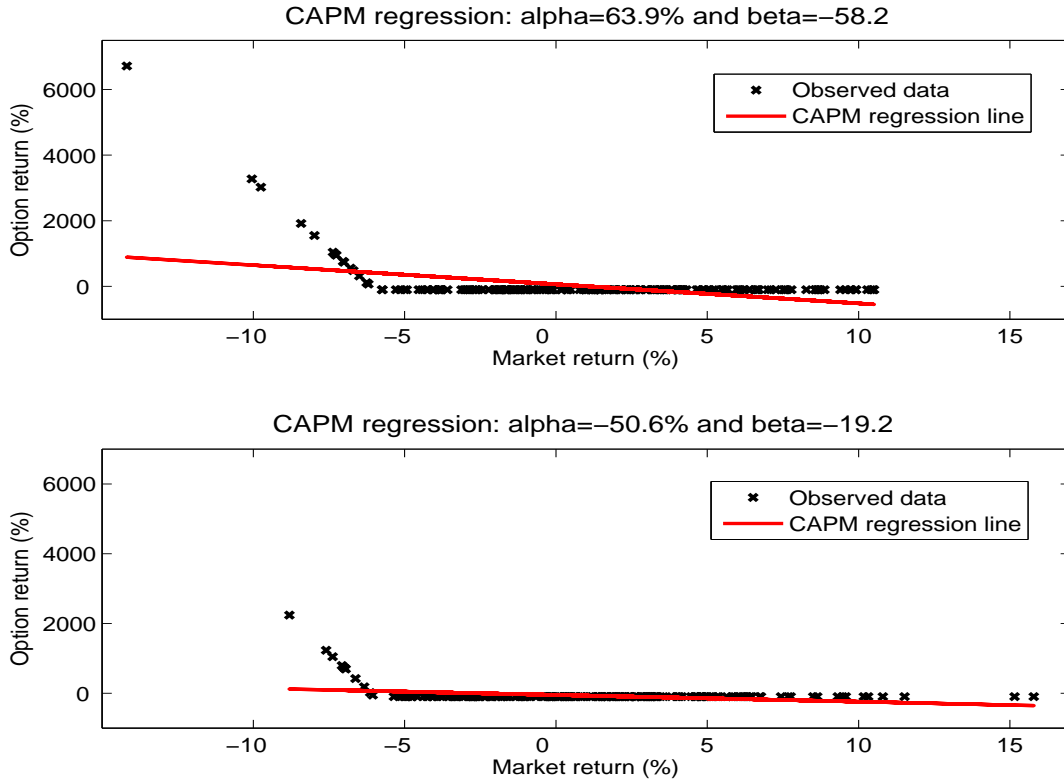 CAPM regression: alpha=63.9% and beta=−58.2
Option return (%)
6000
4000
2000
0
Observed data
CAPM regression line
−10 −5 0 5 10 15
Market return (%)
CAPM regression: alpha=−50.6% and beta=−19.2
Option return (%)
6000
4000
2000
0
Observed data
CAPM regression line
−10 −5 0 5 10 15
Market return (%)